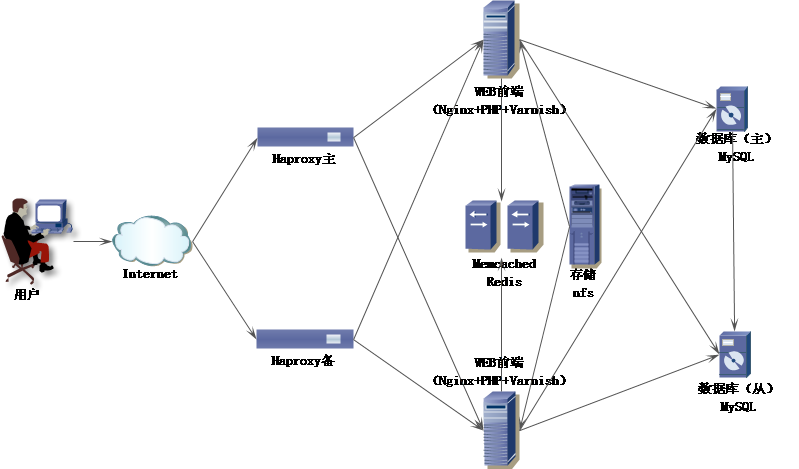 WEB前端
（Nginx+PHP+Varnish）
Haproxy主
数据库（主）
MySQL
用户
Internet
Memcached
Redis
存储
nfs
Haproxy备
WEB前端
（Nginx+PHP+Varnish）
数据库（从）
MySQL